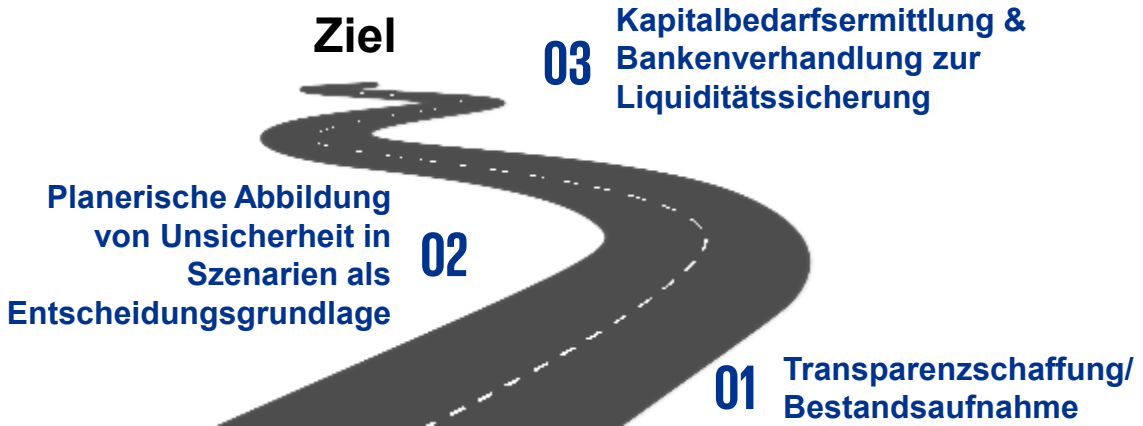 Ziel
03
Kapitalbedarfsermittlung &
Bankenverhandlung zur
Liquiditätssicherung
Planerische Abbildung
von Unsicherheit in
Szenarien als
Entscheidungsgrundlage
02
01
Transparenzschaffung/
Bestandsaufnahme